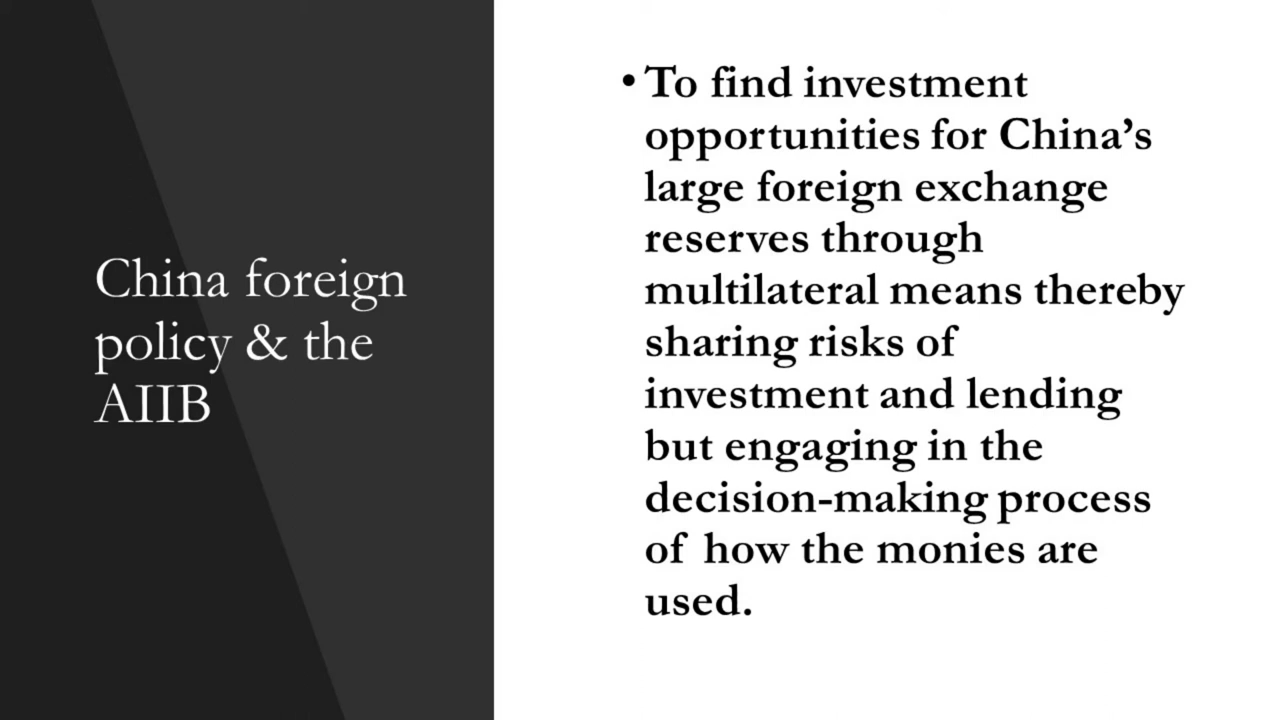 China foreign
policy & the
AIIB
• To find investment
opportunities for China’s
large foreign exchange
reserves through
multilateral means thereby
sharing risks of
investment and lending
but engaging in the
decision-making process
of how the monies are
used.